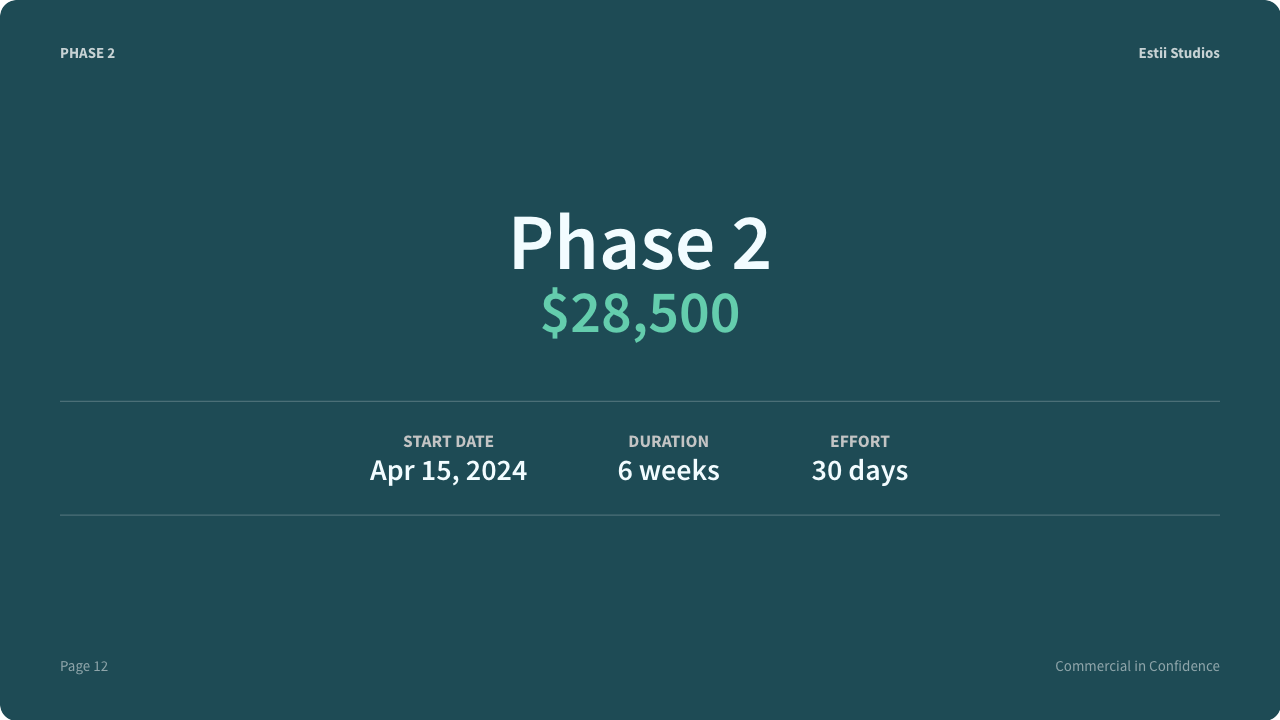 PHASE 2
Estii Studios
Phase 2
$28,500
START DATE
Apr 15, 2024
DURATION
6 weeks
EFFORT
30 days
Page 12
Commercial in Confidence